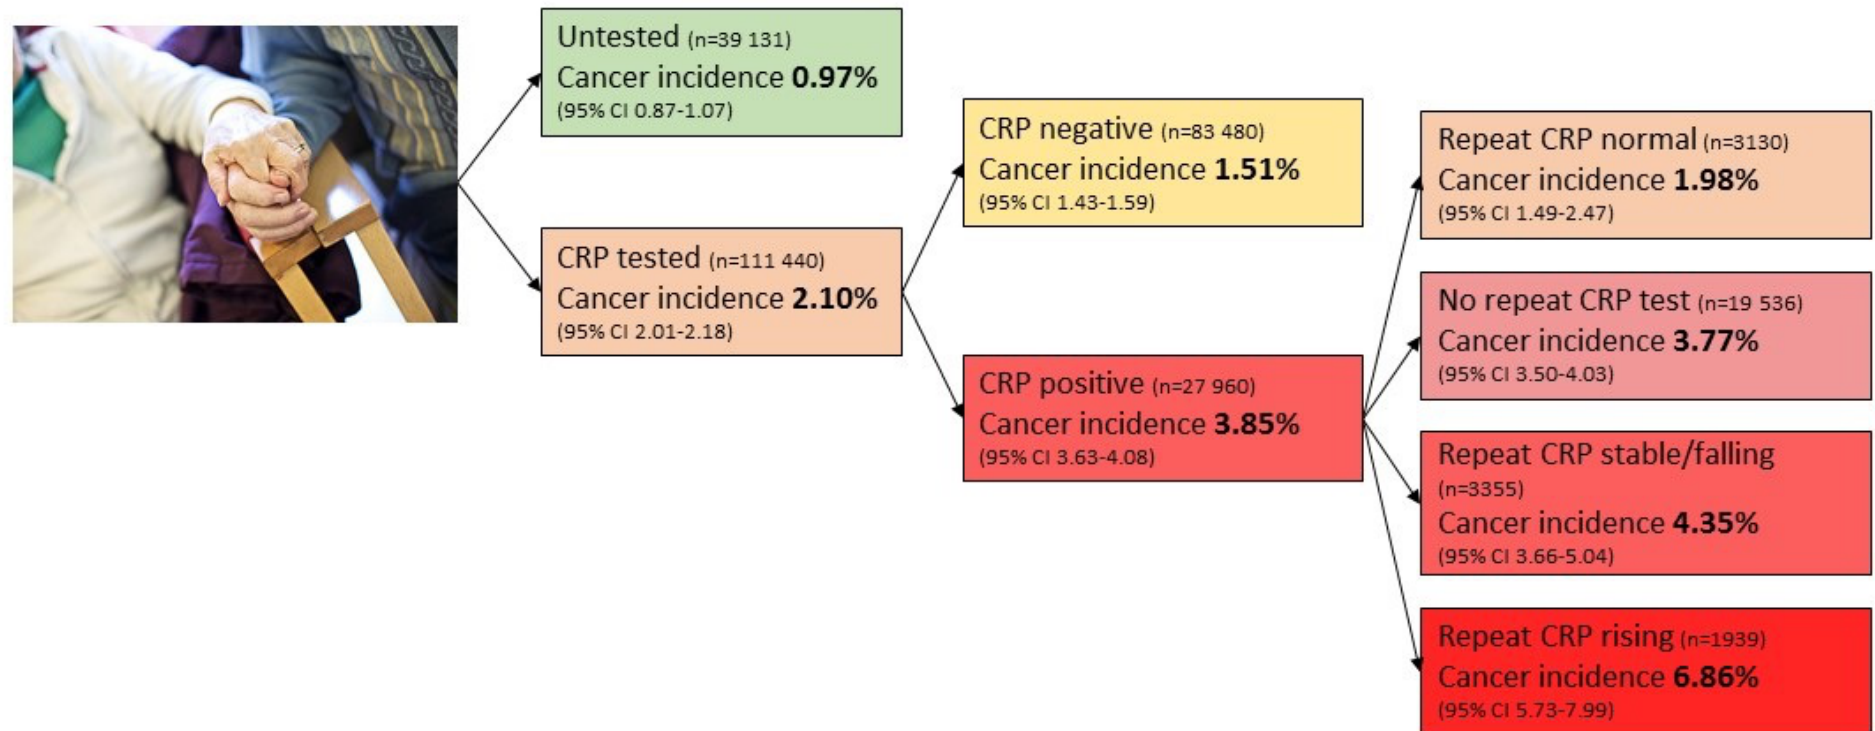 Untested (n=39 131)
Cancer incidence 0.97%
(95% CI 0.87-1.07)
CRP tested (n=111 440)
Cancer incidence 2.10%
(95% CI 2.01-2.18)
CRP negative (n=83 480)
Cancer incidence 1.51%
(95% CI 1.43-1.59)
CRP positive (n=27 960)
Cancer incidence 3.85%
(95% CI 3.63-4.08)
Repeat CRP normal (n=3130)
Cancer incidence 1.98%
(95% CI 1.49-2.47)
No repeat CRP test (n=19 536)
Cancer incidence 3.77%
(95% CI 3.50-4.03)
Repeat CRP stable/falling
(n=3355)
Cancer incidence 4.35%
(95% CI 3.66-5.04)
Repeat CRP rising (n=1939)
Cancer incidence 6.86%
(95% CI 5.73-7.99)